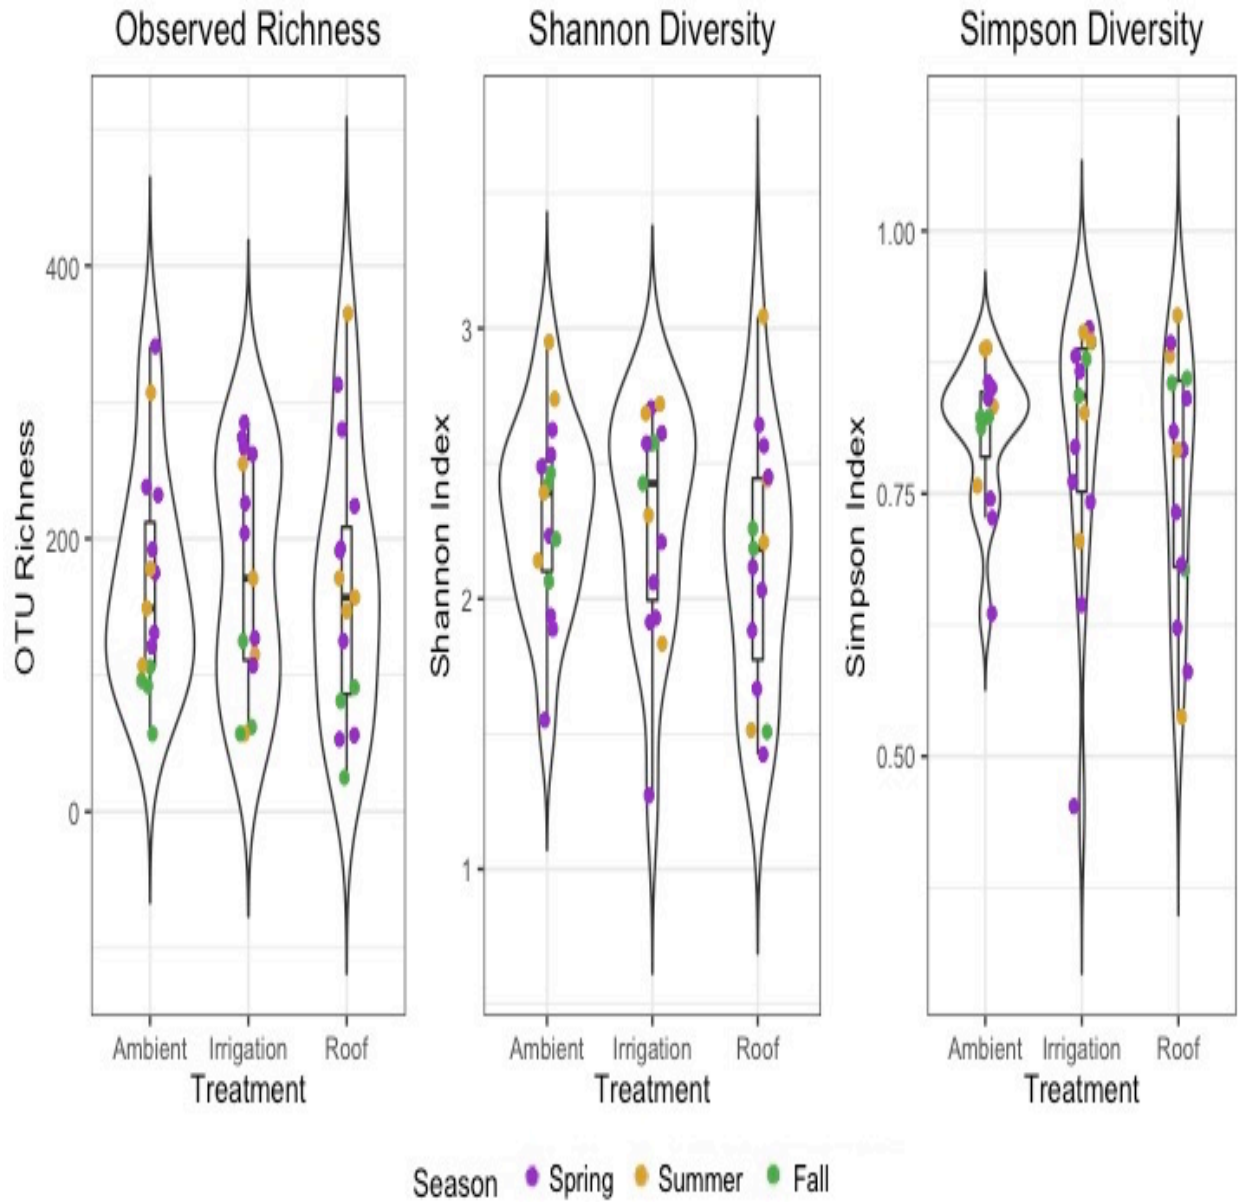 Observed Richness
Shannon Diversity
Simpson Diversity
OTU Richness
400
200
0
Ambient
Irrigation
Roof
Treatment
Shannon Index
3
2
1
Ambient
Irrigation
Roof
Treatment
Simpson Index
1.00
0.75
0.50
Ambient
Irrigation
Roof
Treatment
Season Spring Summer Fall